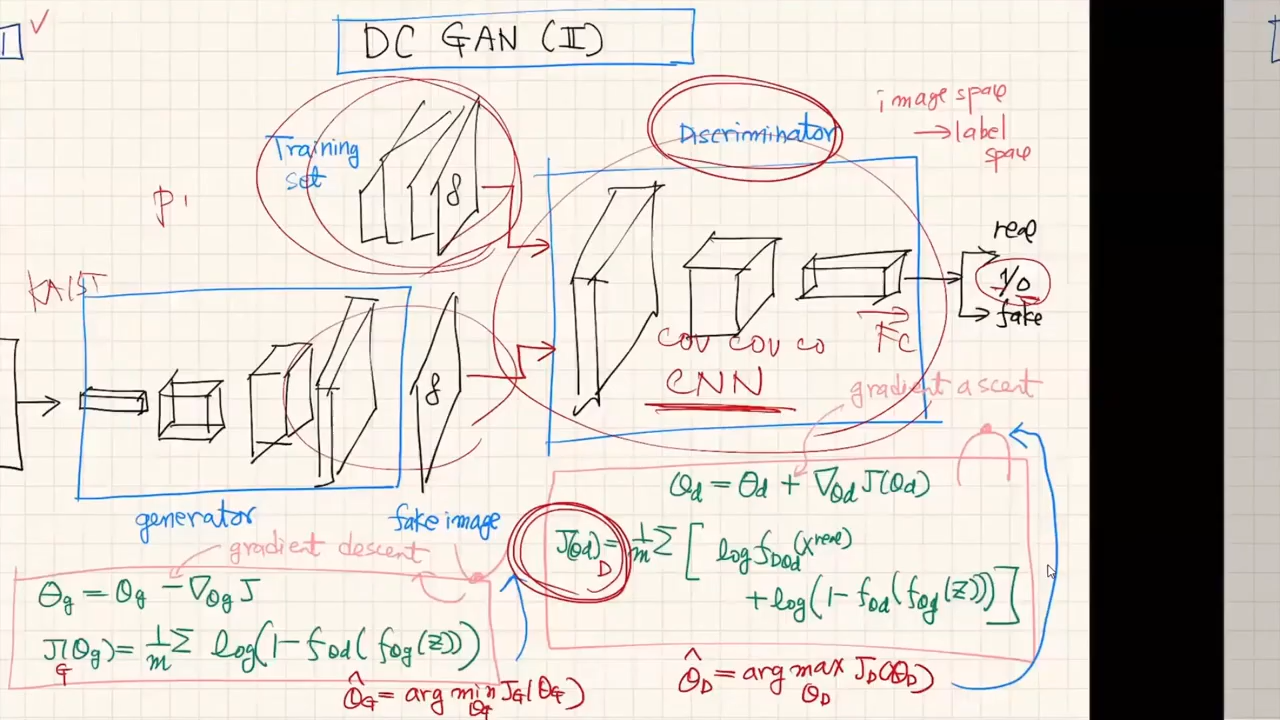 1
DC GAN (II)
Training
set
8
Discriminator
image space
→ label
space
real
1/0
fake
KAIST
8
COV COV CO
FC
CNN
gradient ascent
generator
fake image
gradient descent
θg = θg − ∇θg J
J(θg) = 1/m Σ log(1 − fθd(fθg(z)))
G
θ̂G = arg min JG(θG)
θG
θd = θd + ∇θd J(θd)
J(θd) = 1/m Σ [ log fDθd(x^real)
D
+ log(1 − fθd(fθg(z))) ]
θ̂D = arg max JD(θD)
θD